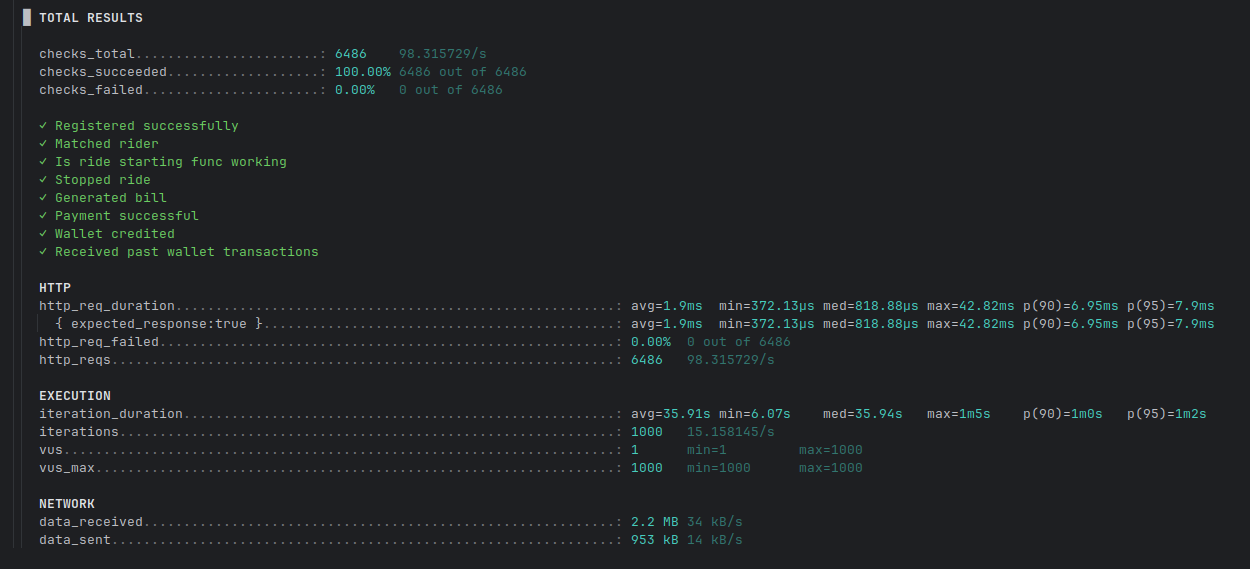 TOTAL RESULTS
checks_total.......................: 6486    98.315729/s
checks_succeeded...................: 100.00% 6486 out of 6486
checks_failed......................: 0.00%   0 out of 6486
✓ Registered successfully
✓ Matched rider
✓ Is ride starting func working
✓ Stopped ride
✓ Generated bill
✓ Payment successful
✓ Wallet credited
✓ Received past wallet transactions
HTTP
http_req_duration.......................................................: avg=1.9ms  min=372.13µs med=818.88µs max=42.82ms p(90)=6.95ms p(95)=7.9ms
{ expected_response:true }............................................: avg=1.9ms  min=372.13µs med=818.88µs max=42.82ms p(90)=6.95ms p(95)=7.9ms
http_req_failed.........................................................: 0.00%  0 out of 6486
http_reqs...............................................................: 6486   98.315729/s
EXECUTION
iteration_duration......................................................: avg=35.91s min=6.07s    med=35.94s   max=1m5s    p(90)=1m0s   p(95)=1m2s
iterations..............................................................: 1000   15.158145/s
vus.....................................................................: 1      min=1         max=1000
vus_max.................................................................: 1000   min=1000      max=1000
NETWORK
data_received...........................................................: 2.2 MB 34 kB/s
data_sent...............................................................: 953 kB 14 kB/s